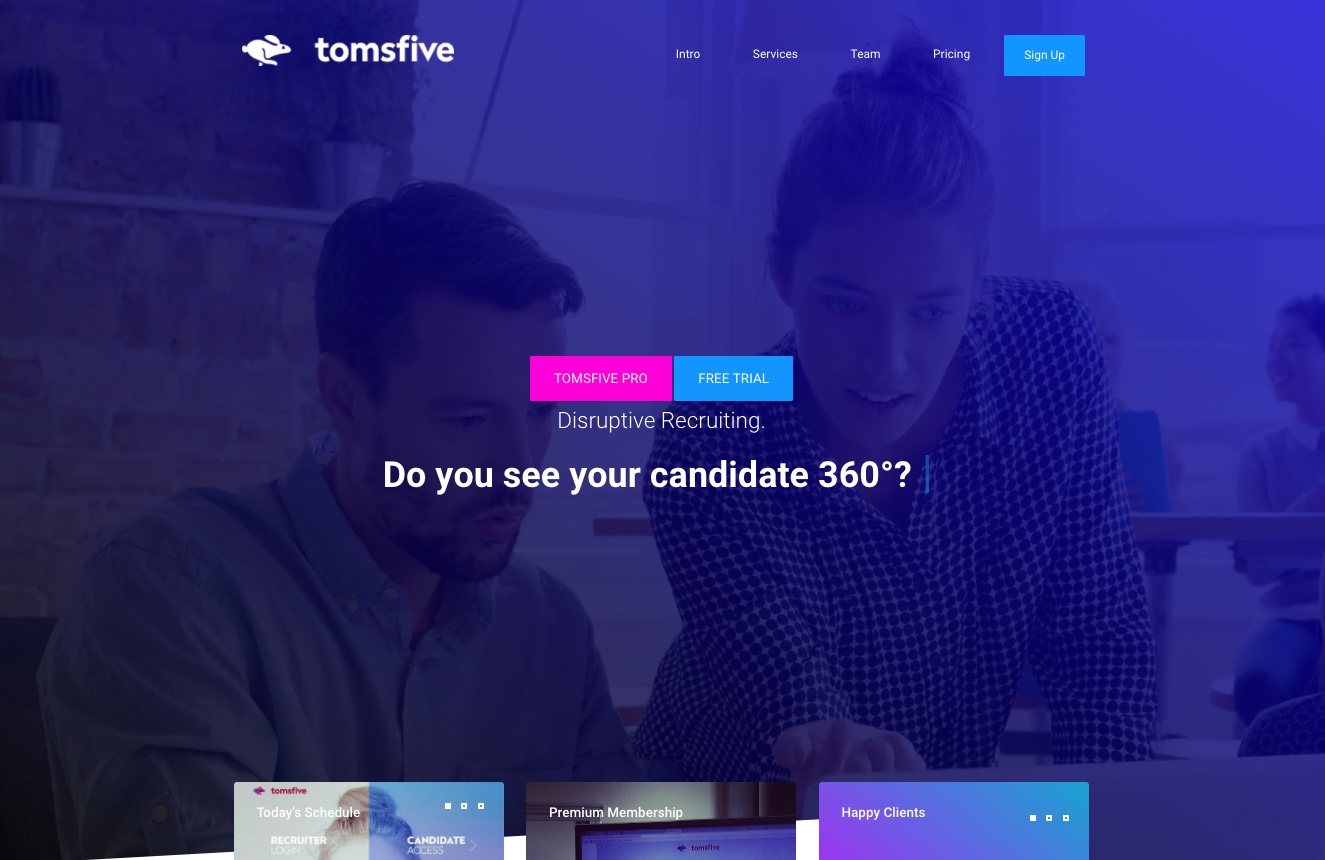 tomsfive
Intro Services Team Pricing Sign Up
TOMSFIVE PRO FREE TRIAL
Disruptive Recruiting.
Do you see your candidate 360°?
tomsfive
Today's Schedule
RECRUITER
LOGIN
CANDIDATE
ACCESS
Premium Membership
tomsfive
Happy Clients